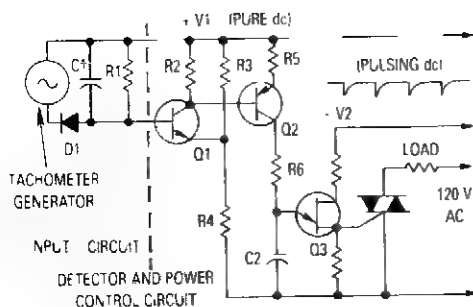 + V1 (PURE dc)
C1
R1
R2
R3
R5
(PULSING dc)
D1
Q1
Q2
- V2
TACHOMETER
GENERATOR
R4
R6
LOAD
120 V
AC
NPUT CIRCUIT
C2
Q3
DETECTOR AND POWER
CONTROL CIRCUIT